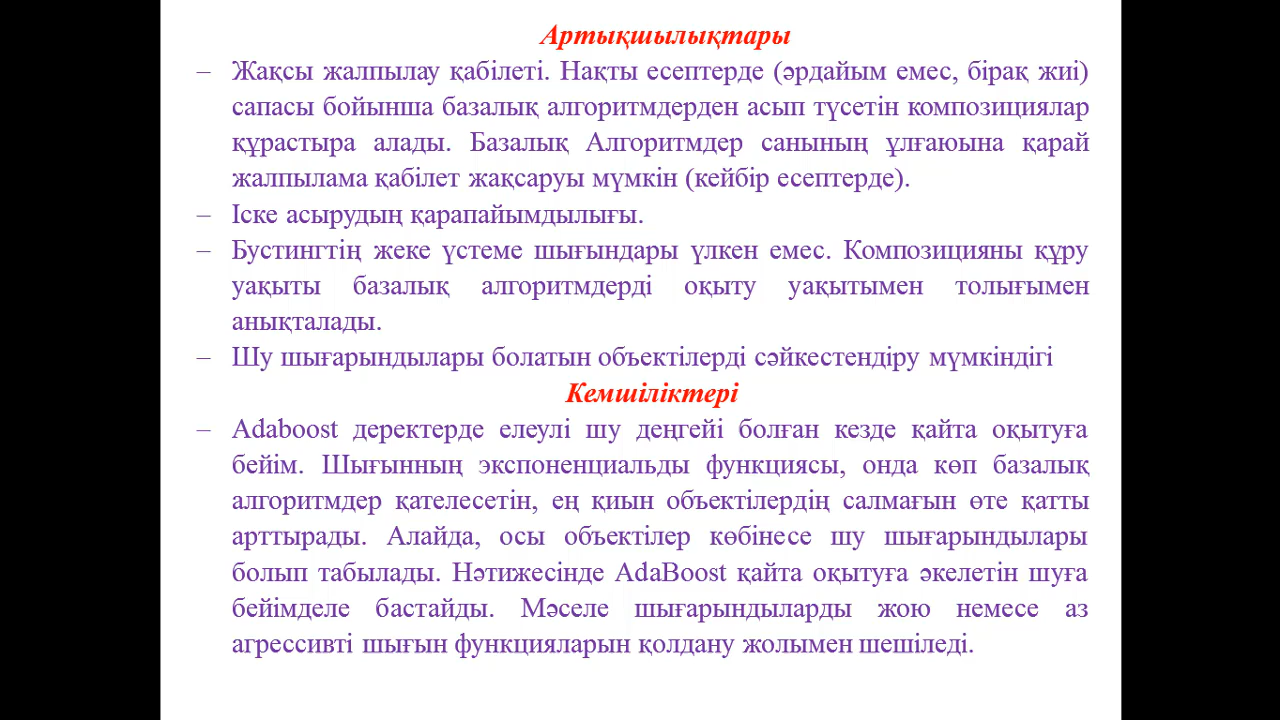 Артықшылықтары
– Жақсы жалпылау қабілеті. Нақты есептерде (әрдайым емес, бірақ жиі)
сапасы бойынша базалық алгоритмдерден асып түсетін композициялар
құрастыра алады. Базалық Алгоритмдер санының ұлғаюына қарай
жалпылама қабілет жақсаруы мүмкін (кейбір есептерде).
– Іске асырудың қарапайымдылығы.
– Бустингтің жеке үстеме шығындары үлкен емес. Композицияны құру
уақыты базалық алгоритмдерді оқыту уақытымен толығымен
анықталады.
– Шу шығарындылары болатын объектілерді сәйкестендіру мүмкіндігі
Кемшіліктері
– Adaboost деректерде елеулі шу деңгейі болған кезде қайта оқытуға
бейім. Шығынның экспоненциальды функциясы, онда көп базалық
алгоритмдер қателесетін, ең қиын объектілердің салмағын өте қатты
арттырады. Алайда, осы объектілер көбінесе шу шығарындылары
болып табылады. Нәтижесінде AdaBoost қайта оқытуға әкелетін шуға
бейімделе бастайды. Мәселе шығарындыларды жою немесе аз
агрессивті шығын функцияларын қолдану жолымен шешіледі.